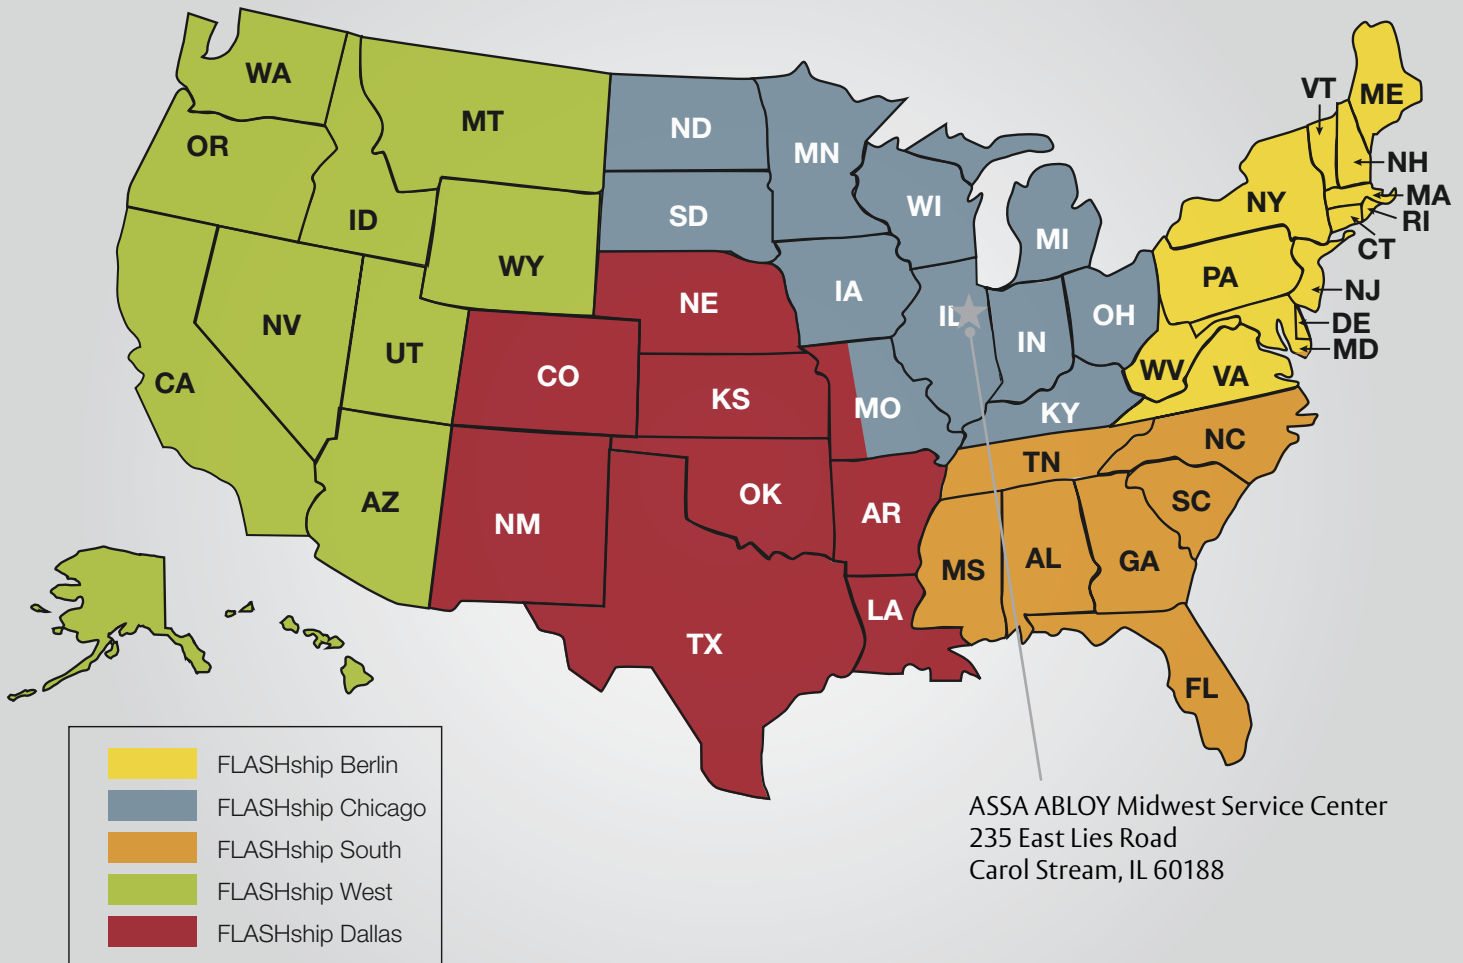 WA
OR
MT
ID
WY
NV
UT
CA
AZ
ND
MN
SD
WI
MI
IA
IL
IN
OH
NE
CO
KS
MO
KY
NM
OK
AR
TX
LA
TN
NC
SC
MS
AL
GA
FL
VT
ME
NH
NY
MA
RI
CT
PA
NJ
DE
MD
WV
VA
FLASHship Berlin
FLASHship Chicago
FLASHship South
FLASHship West
FLASHship Dallas
ASSA ABLOY Midwest Service Center
235 East Lies Road
Carol Stream, IL 60188